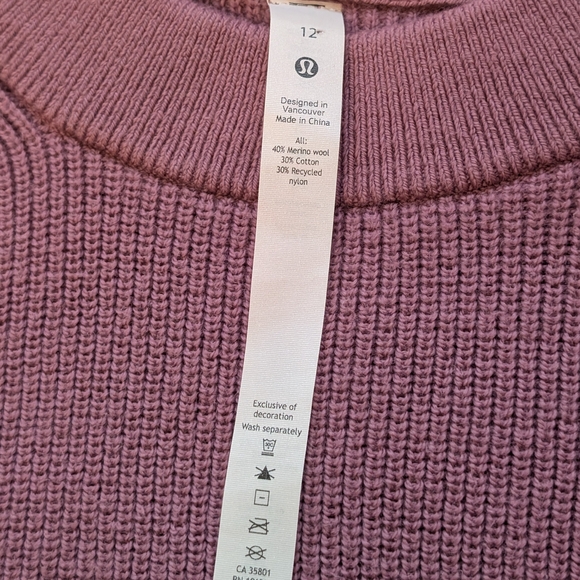 12
Designed in
Vancouver
Made in China
All:
40% Merino wool
30% Cotton
30% Recycled
nylon
Exclusive of
decoration
Wash separately
CA 35801